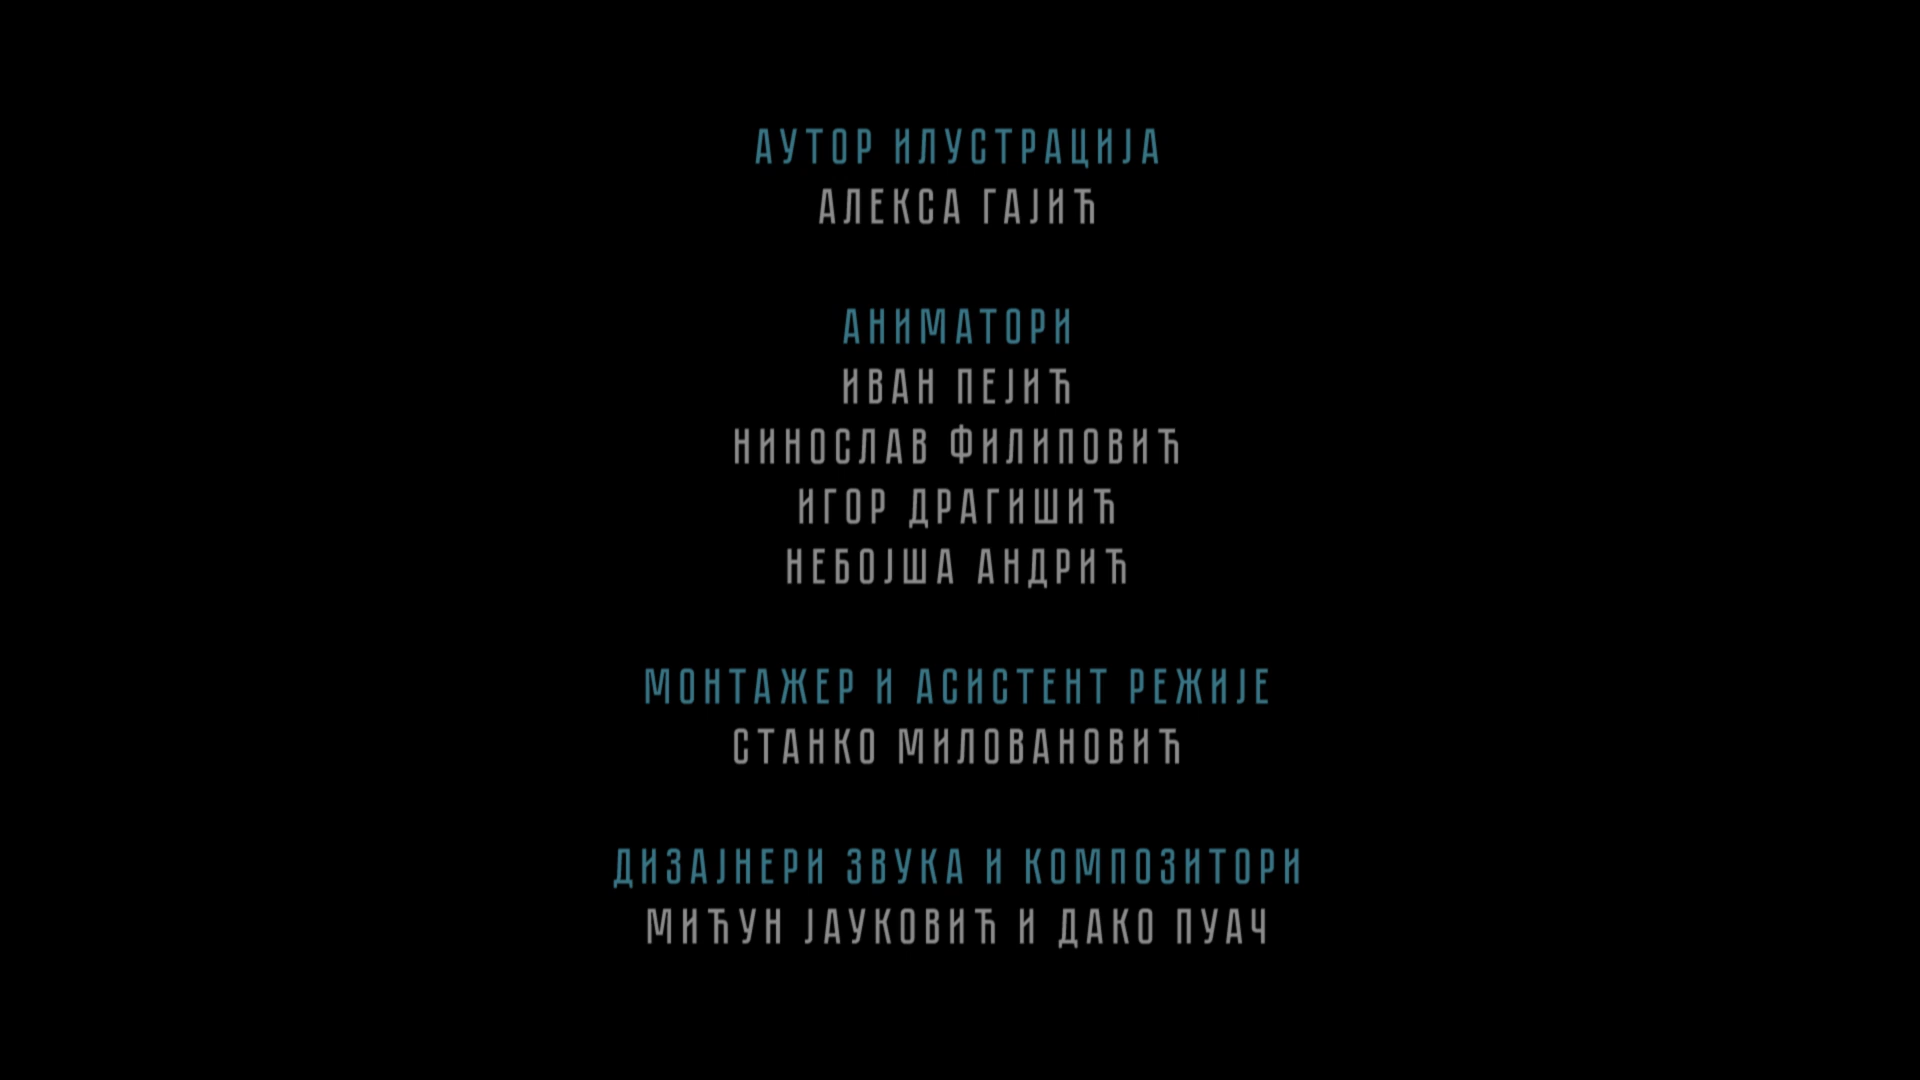 АУТОР ИЛУСТРАЦИЈА
АЛЕКСА ГАЈИЋ
АНИМАТОРИ
ИВАН ПЕЈИЋ
НИНОСЛАВ ФИЛИПОВИЋ
ИГОР ДРАГИШИЋ
НЕБОЈША АНДРИЋ
МОНТАЖЕР И АСИСТЕНТ РЕЖИЈЕ
СТАНКО МИЛОВАНОВИЋ
ДИЗАЈНЕРИ ЗВУКА И КОМПОЗИТОРИ
МИЋУН ЈАУКОВИЋ И ДАКО ПУАЧ